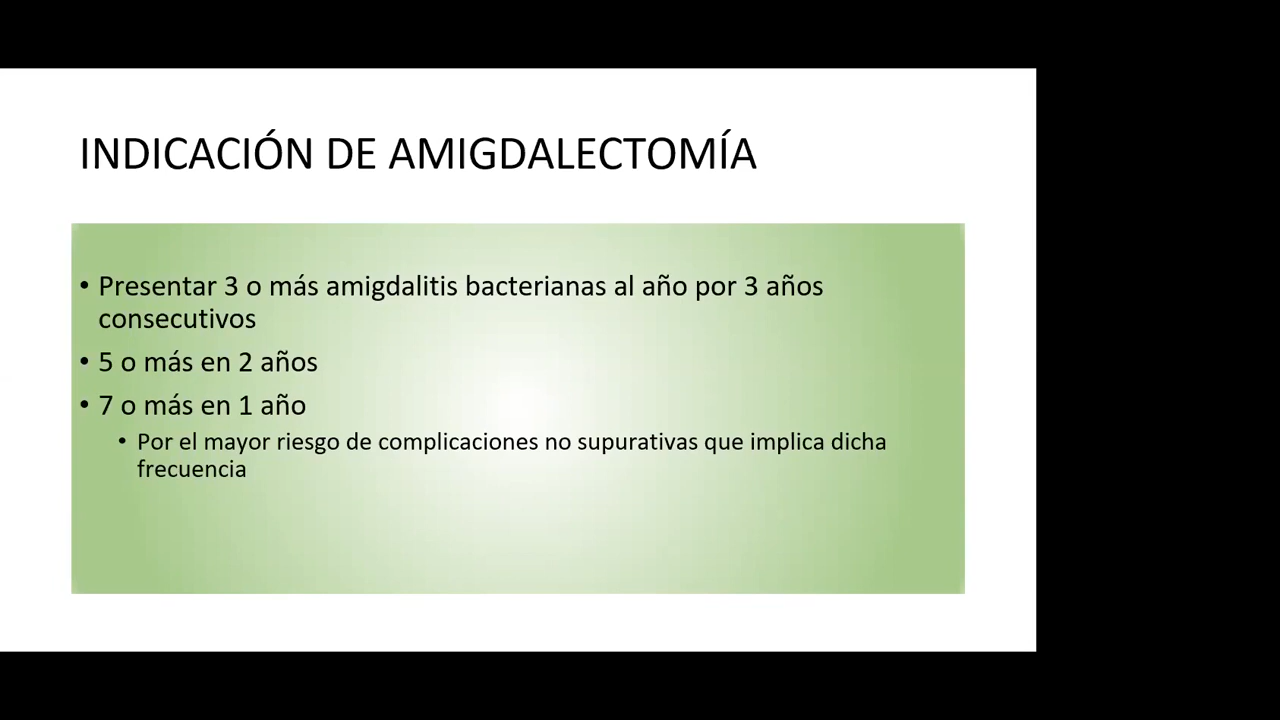 INDICACIÓN DE AMIGDALECTOMÍA
• Presentar 3 o más amigdalitis bacterianas al año por 3 años
consecutivos
• 5 o más en 2 años
• 7 o más en 1 año
• Por el mayor riesgo de complicaciones no supurativas que implica dicha
frecuencia